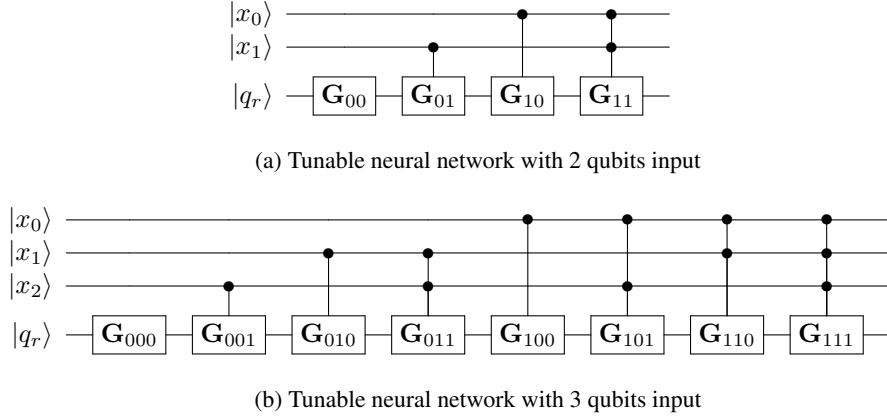 |x₀⟩
|x₁⟩
|qᵣ⟩ G₀₀ G₀₁ G₁₀ G₁₁
(a) Tunable neural network with 2 qubits input
|x₀⟩
|x₁⟩
|x₂⟩
|qᵣ⟩ G₀₀₀ G₀₀₁ G₀₁₀ G₀₁₁ G₁₀₀ G₁₀₁ G₁₁₀ G₁₁₁
(b) Tunable neural network with 3 qubits input